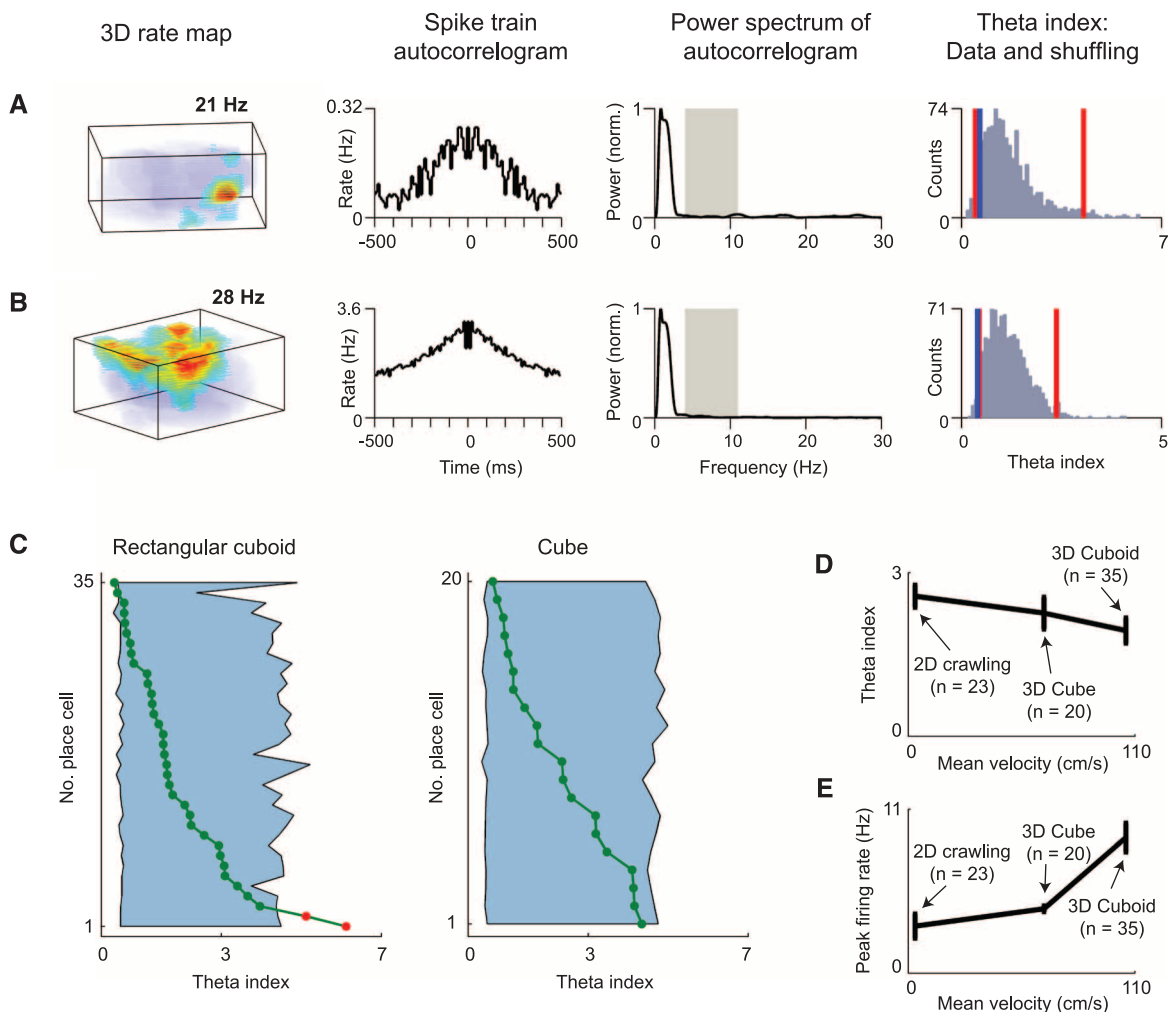 3D rate map
Spike train
autocorrelogram
Power spectrum of
autocorrelogram
Theta index:
Data and shuffling
A
21 Hz
0.32
Rate (Hz)
0
-500
0
500
1
Power (norm.)
0
0
10
20
30
74
Counts
0
0
7
B
28 Hz
3.6
Rate (Hz)
0
-500
0
500
Time (ms)
1
Power (norm.)
0
0
10
20
30
Frequency (Hz)
71
Counts
0
0
5
Theta index
C
Rectangular cuboid
35
No. place cell
1
0
3
7
Theta index
Cube
20
No. place cell
1
0
3
7
Theta index
D
3
Theta index
0
3D Cuboid
(n = 35)
2D crawling
(n = 23)
3D Cube
(n = 20)
0
110
Mean velocity (cm/s)
E
11
Peak firing rate (Hz)
0
3D Cube
(n = 20)
2D crawling
(n = 23)
3D Cuboid
(n = 35)
0
110
Mean velocity (cm/s)